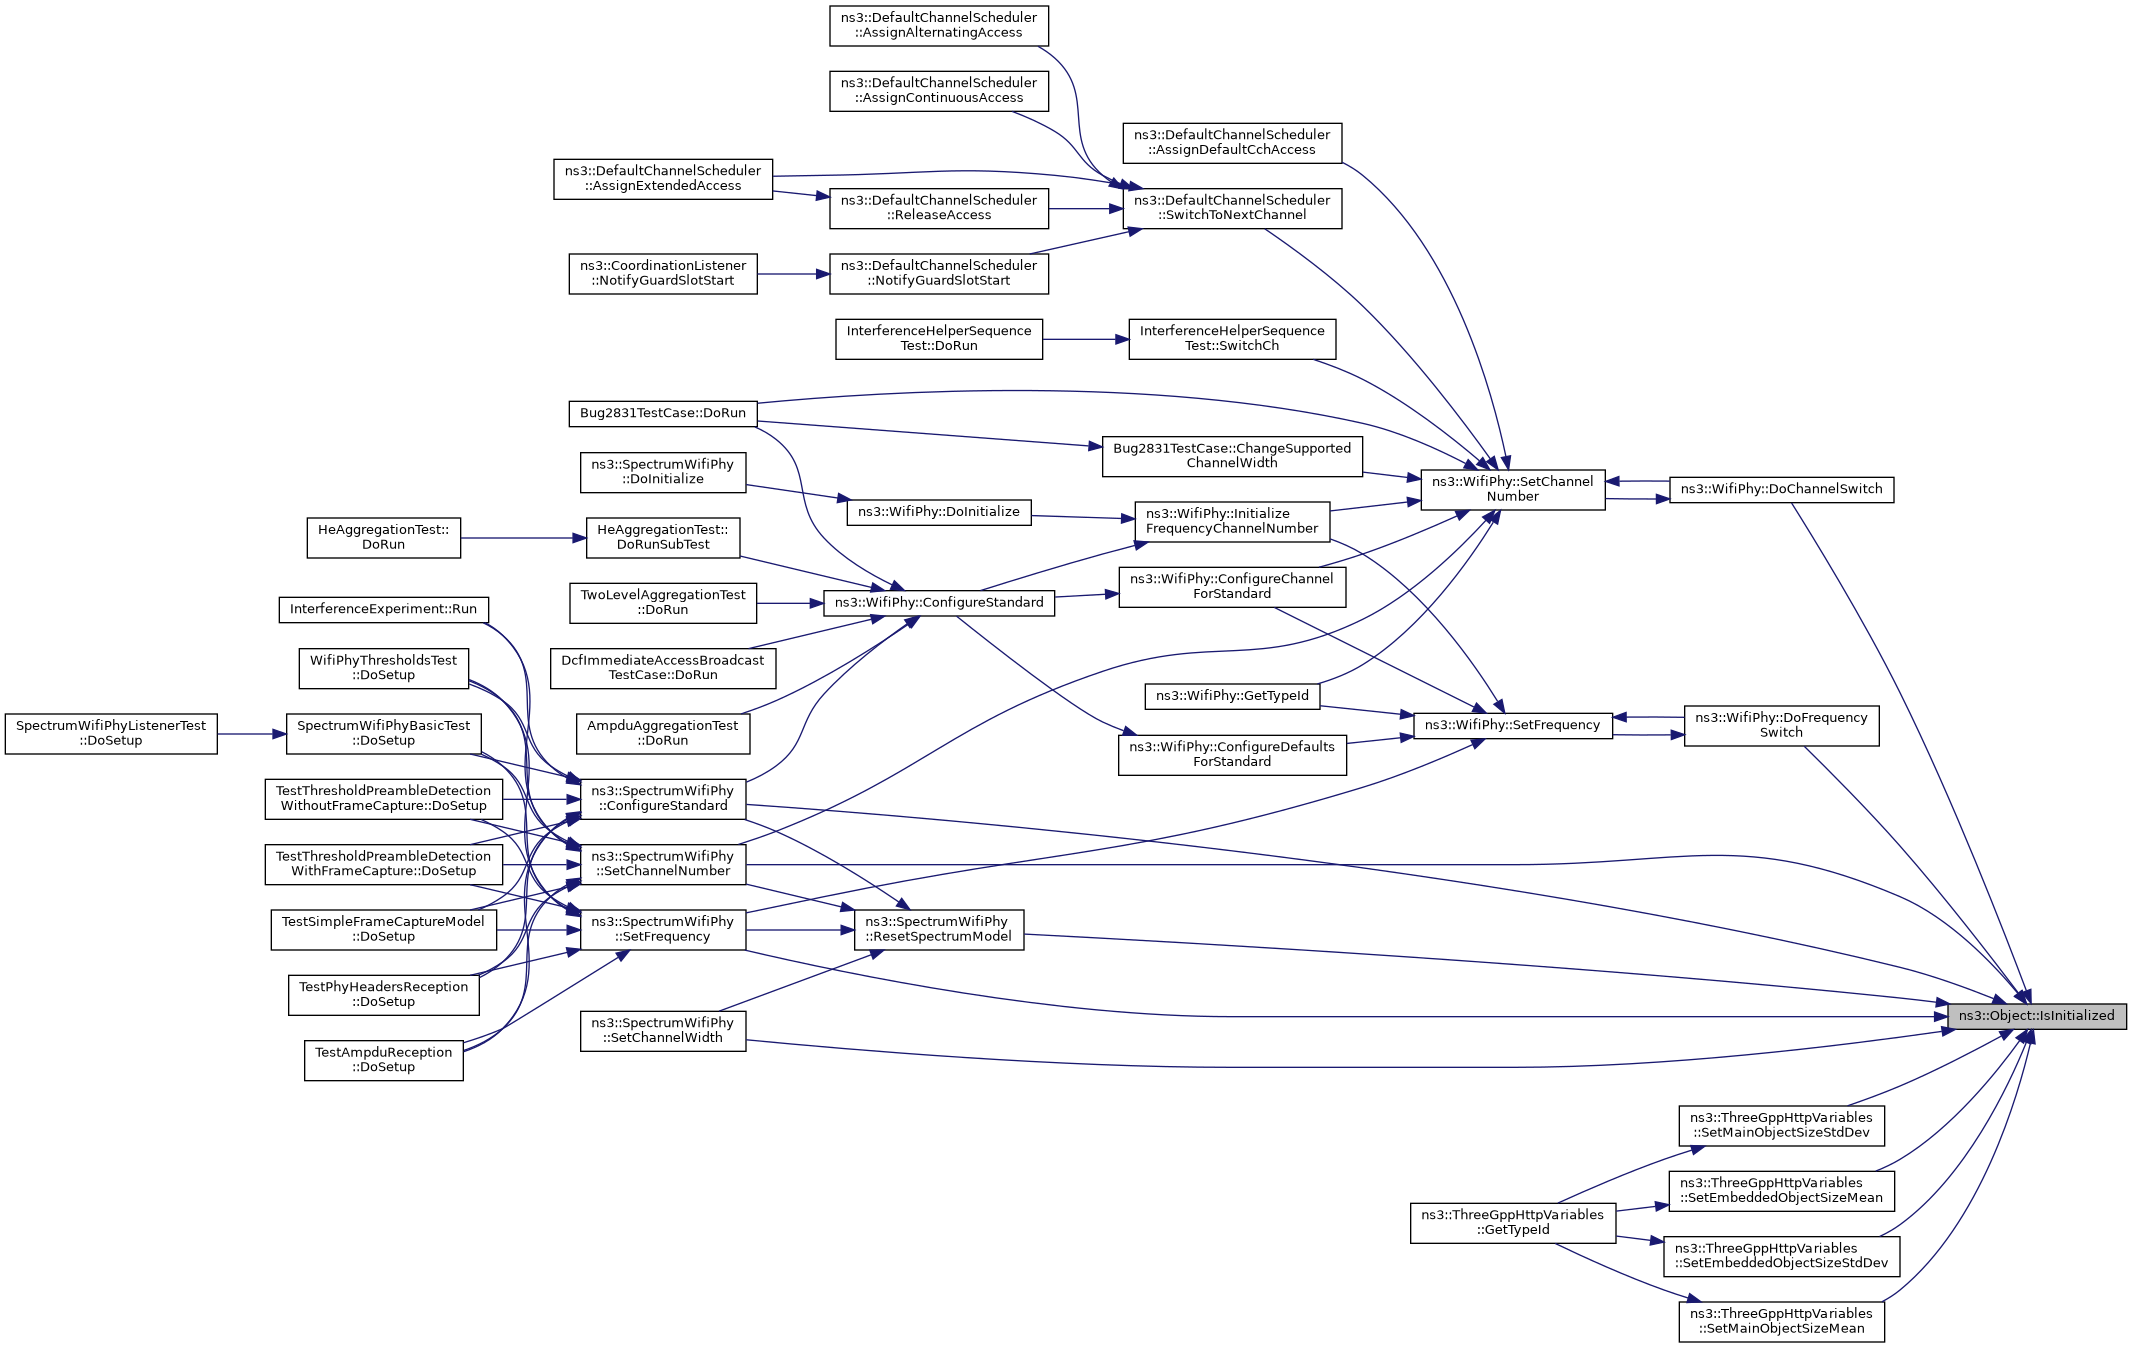 ns3::DefaultChannelScheduler
::AssignAlternatingAccess
ns3::DefaultChannelScheduler
::AssignContinuousAccess
ns3::DefaultChannelScheduler
::AssignDefaultCchAccess
ns3::DefaultChannelScheduler
::AssignExtendedAccess
ns3::DefaultChannelScheduler
::ReleaseAccess
ns3::DefaultChannelScheduler
::SwitchToNextChannel
ns3::CoordinationListener
::NotifyGuardSlotStart
ns3::DefaultChannelScheduler
::NotifyGuardSlotStart
InterferenceHelperSequence
Test::DoRun
InterferenceHelperSequence
Test::SwitchCh
Bug2831TestCase::DoRun
Bug2831TestCase::ChangeSupported
ChannelWidth
ns3::SpectrumWifiPhy
::DoInitialize
ns3::WifiPhy::DoInitialize
ns3::WifiPhy::Initialize
FrequencyChannelNumber
ns3::WifiPhy::SetChannel
Number
ns3::WifiPhy::DoChannelSwitch
HeAggregationTest::
DoRun
HeAggregationTest::
DoRunSubTest
TwoLevelAggregationTest
::DoRun
ns3::WifiPhy::ConfigureStandard
ns3::WifiPhy::ConfigureChannel
ForStandard
InterferenceExperiment::Run
WifiPhyThresholdsTest
::DoSetup
DcfImmediateAccessBroadcast
TestCase::DoRun
ns3::WifiPhy::GetTypeId
SpectrumWifiPhyListenerTest
::DoSetup
SpectrumWifiPhyBasicTest
::DoSetup
AmpduAggregationTest
::DoRun
ns3::WifiPhy::ConfigureDefaults
ForStandard
ns3::WifiPhy::SetFrequency
ns3::WifiPhy::DoFrequency
Switch
TestThresholdPreambleDetection
WithoutFrameCapture::DoSetup
ns3::SpectrumWifiPhy
::ConfigureStandard
TestThresholdPreambleDetection
WithFrameCapture::DoSetup
ns3::SpectrumWifiPhy
::SetChannelNumber
TestSimpleFrameCaptureModel
::DoSetup
ns3::SpectrumWifiPhy
::SetFrequency
ns3::SpectrumWifiPhy
::ResetSpectrumModel
TestPhyHeadersReception
::DoSetup
ns3::SpectrumWifiPhy
::SetChannelWidth
ns3::Object::IsInitialized
TestAmpduReception
::DoSetup
ns3::ThreeGppHttpVariables
::SetMainObjectSizeStdDev
ns3::ThreeGppHttpVariables
::SetEmbeddedObjectSizeMean
ns3::ThreeGppHttpVariables
::GetTypeId
ns3::ThreeGppHttpVariables
::SetEmbeddedObjectSizeStdDev
ns3::ThreeGppHttpVariables
::SetMainObjectSizeMean